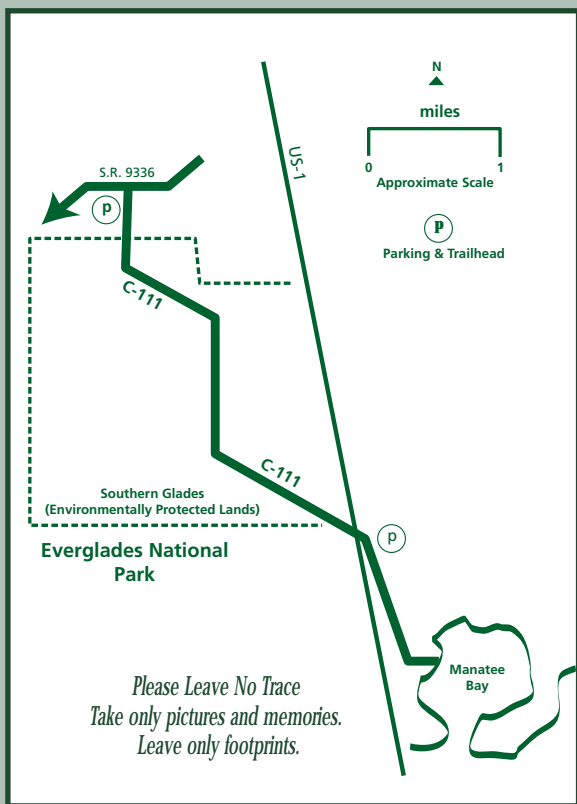 N
miles
0 1
Approximate Scale
P
Parking & Trailhead
US-1
S.R. 9336
p
C-111
C-111
Southern Glades
(Environmentally Protected Lands)
p
Everglades National
Park
Manatee
Bay
Please Leave No Trace
Take only pictures and memories.
Leave only footprints.